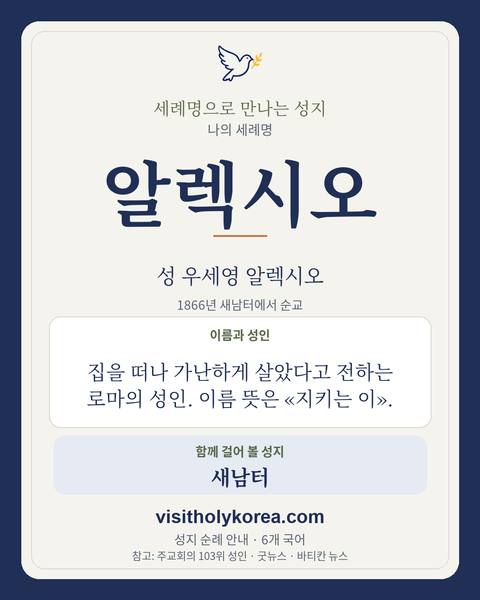 세례명으로 만나는 성지
나의 세례명
알렉시오
성 우세영 알렉시오
1866년 새남터에서 순교
이름과 성인
집을 떠나 가난하게 살았다고 전하는
로마의 성인. 이름 뜻은 «지키는 이».
함께 걸어 볼 성지
새남터
visitholykorea.com
성지 순례 안내 · 6개 국어
참고: 주교회의 103위 성인 · 굿뉴스 · 바티칸 뉴스